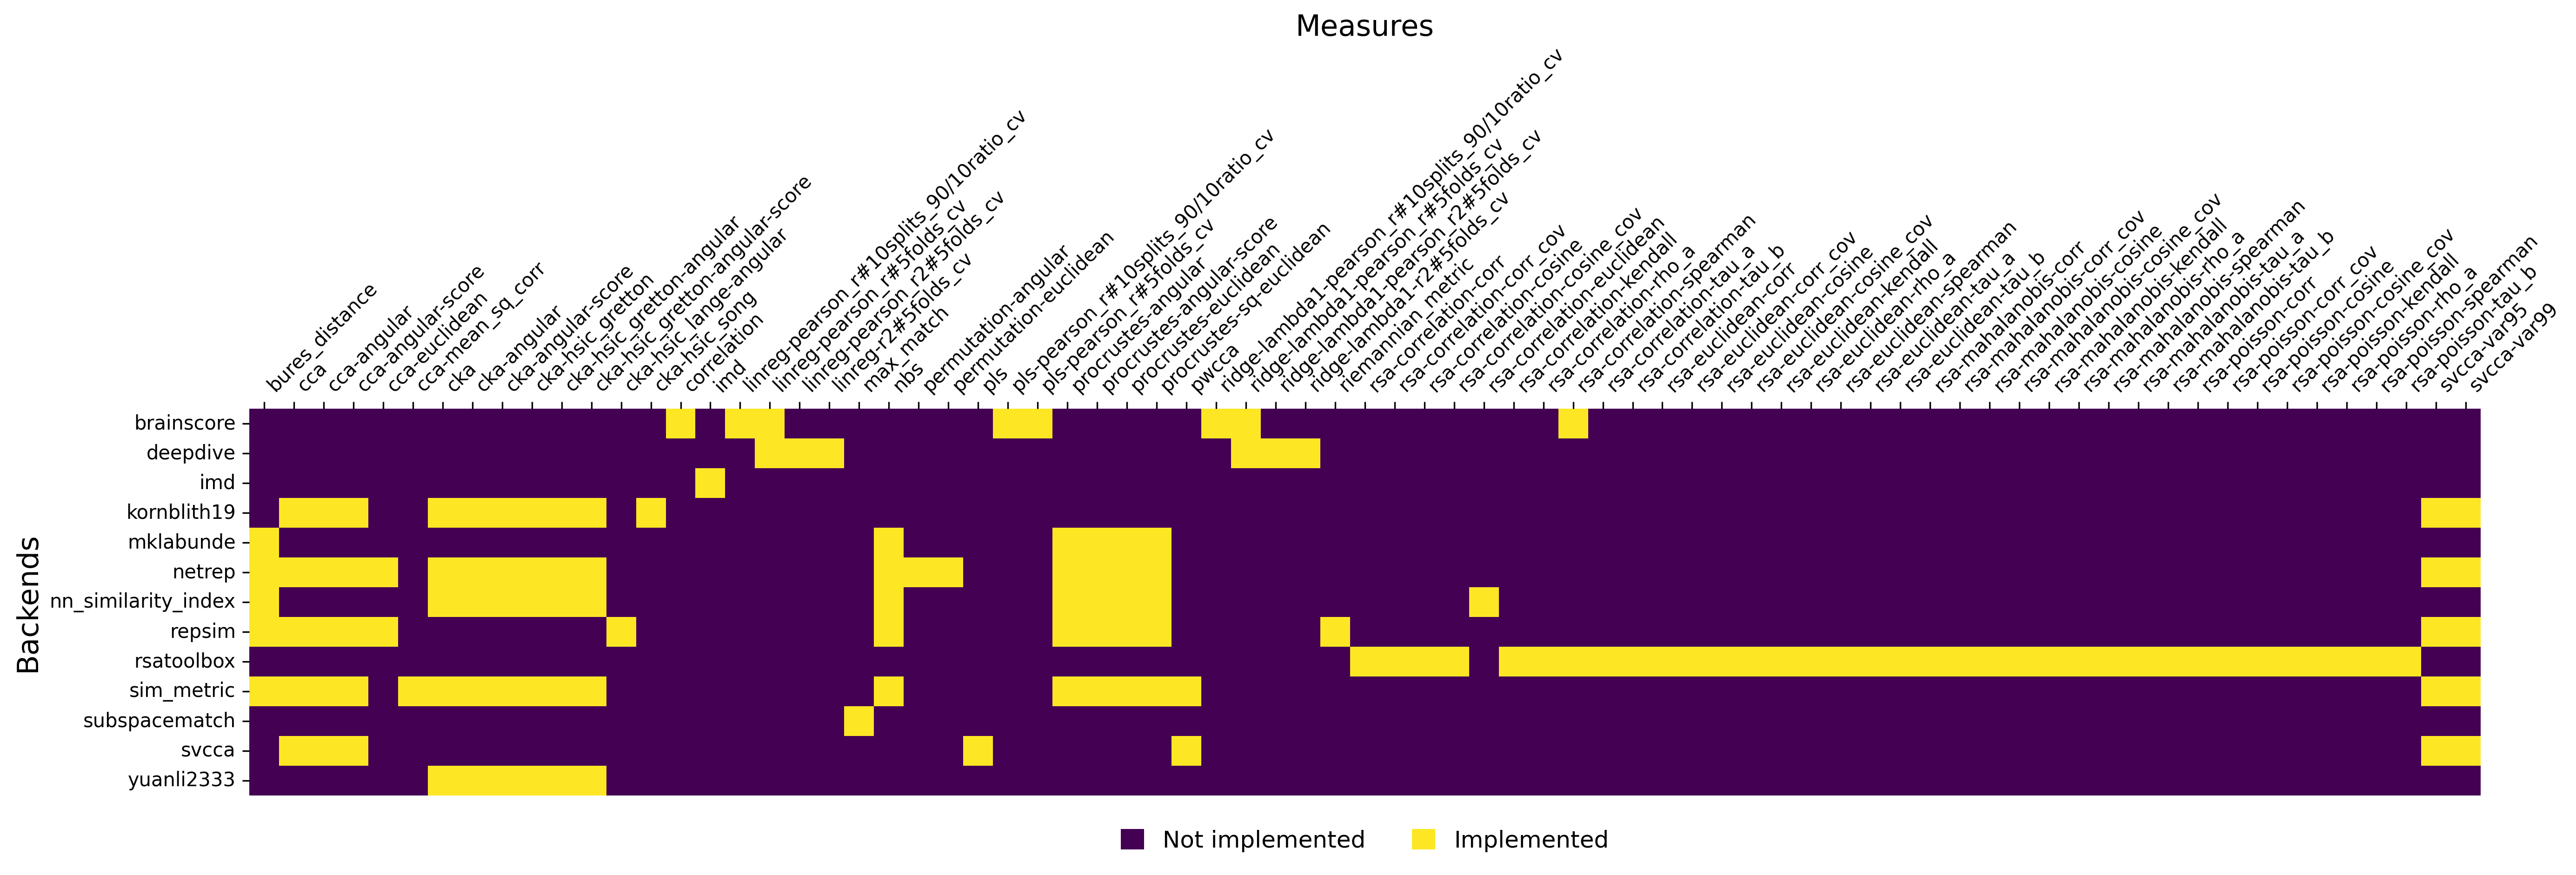 Measures
bures_distance
cca
cca-angular
cca-angular-score
cca-euclidean
cca-mean_sq_corr
cka
cka-angular
cka-angular-score
cka-hsic_gretton
cka-hsic_gretton-angular
cka-hsic_gretton-angular-score
cka-hsic_lange-angular
cka-hsic_song
correlation
imd
linreg-pearson_r#10splits_90/10ratio_cv
linreg-pearson_r#5folds_cv
linreg-pearson_r2#5folds_cv
linreg-r2#5folds_cv
max_match
nbs
permutation-angular
permutation-euclidean
pls
pls-pearson_r#10splits_90/10ratio_cv
pls-pearson_r#5folds_cv
procrustes-angular
procrustes-angular-score
procrustes-euclidean
procrustes-sq-euclidean
pwcca
ridge-lambda1-pearson_r#10splits_90/10ratio_cv
ridge-lambda1-pearson_r#5folds_cv
ridge-lambda1-pearson_r2#5folds_cv
ridge-lambda1-r2#5folds_cv
riemannian_metric
rsa-correlation-corr
rsa-correlation-corr_cov
rsa-correlation-cosine
rsa-correlation-cosine_cov
rsa-correlation-euclidean
rsa-correlation-kendall
rsa-correlation-rho_a
rsa-correlation-spearman
rsa-correlation-tau_a
rsa-correlation-tau_b
rsa-euclidean-corr
rsa-euclidean-corr_cov
rsa-euclidean-cosine
rsa-euclidean-cosine_cov
rsa-euclidean-kendall
rsa-euclidean-rho_a
rsa-euclidean-spearman
rsa-euclidean-tau_a
rsa-euclidean-tau_b
rsa-mahalanobis-corr
rsa-mahalanobis-corr_cov
rsa-mahalanobis-cosine
rsa-mahalanobis-cosine_cov
rsa-mahalanobis-kendall
rsa-mahalanobis-rho_a
rsa-mahalanobis-spearman
rsa-mahalanobis-tau_a
rsa-mahalanobis-tau_b
rsa-poisson-corr
rsa-poisson-corr_cov
rsa-poisson-cosine
rsa-poisson-cosine_cov
rsa-poisson-kendall
rsa-poisson-rho_a
rsa-poisson-spearman
rsa-poisson-tau_b
svcca-var95
svcca-var99
Backends
brainscore
deepdive
imd
kornblith19
mklabunde
netrep
nn_similarity_index
repsim
rsatoolbox
sim_metric
subspacematch
svcca
yuanli2333
Not implemented
Implemented